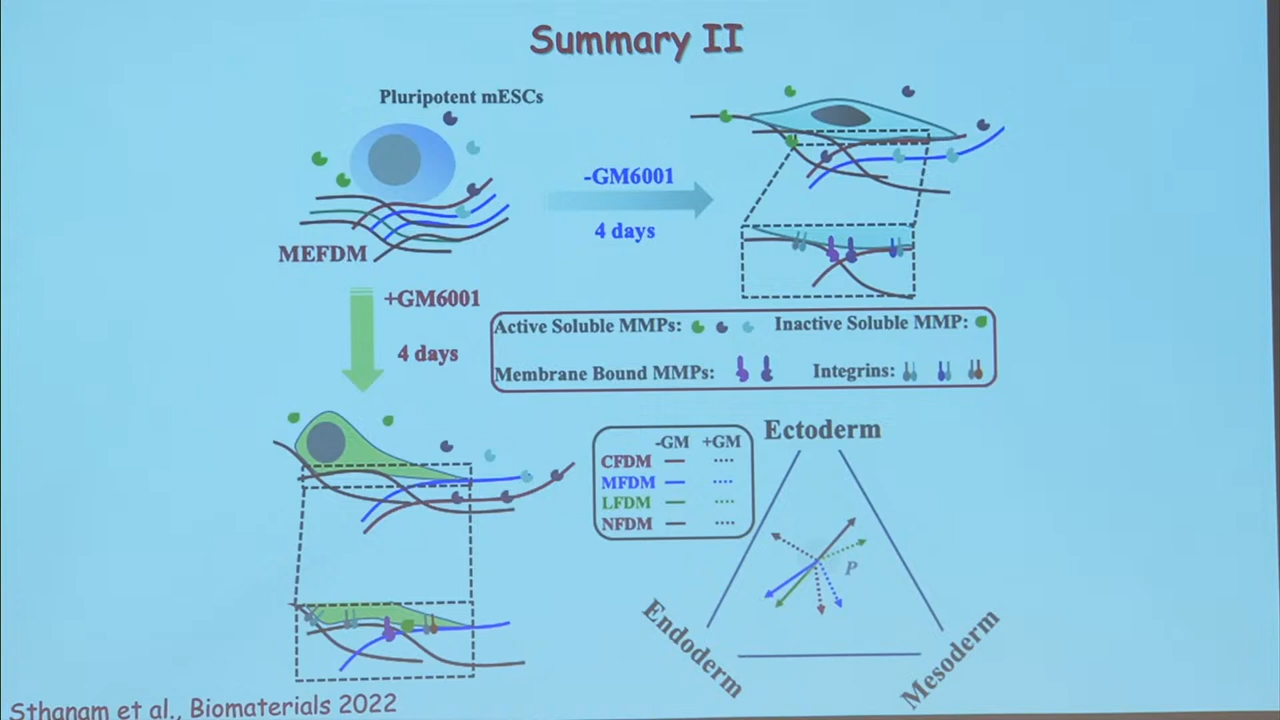 Summary II
Pluripotent mESCs
-GM6001
4 days
MEFDM
+GM6001
4 days
Active Soluble MMPs:
Inactive Soluble MMP:
Membrane Bound MMPs:
Integrins:
-GM +GM
CFDM
MFDM
LFDM
NFDM
Ectoderm
P
Endoderm
Mesoderm
Sthanam et al., Biomaterials 2022